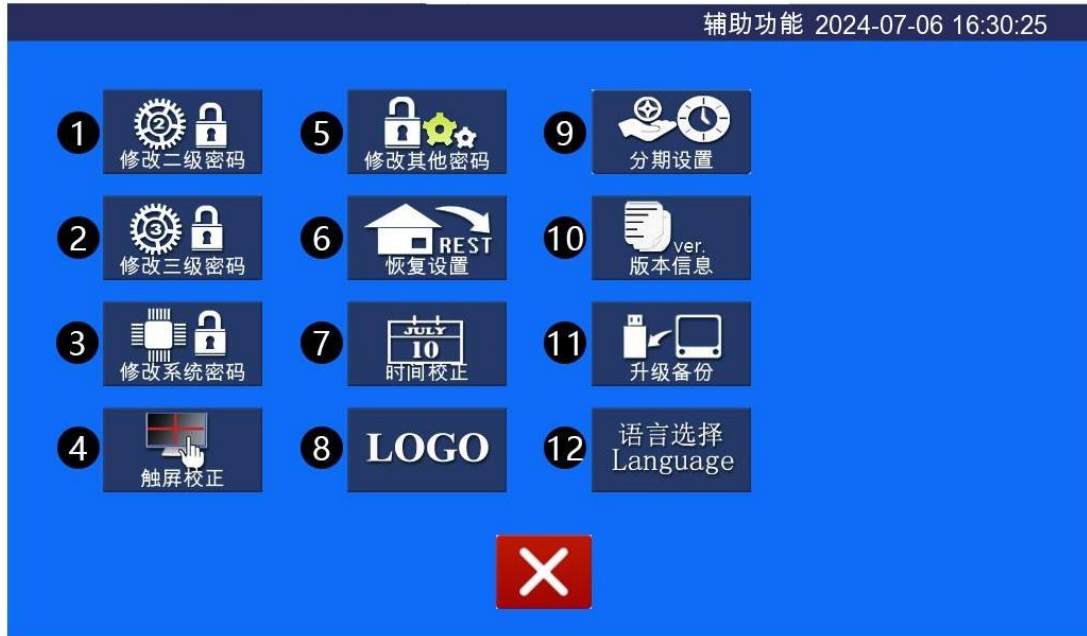 辅助功能 2024-07-06 16:30:25
1
2
修改二级密码
5
修改其他密码
9
分期设置
2
3
修改三级密码
6
REST
恢复设置
10
ver.
版本信息
3
修改系统密码
7
JULY
10
时间校正
11
升级备份
4
触屏校正
8
LOGO
12
语言选择
Language